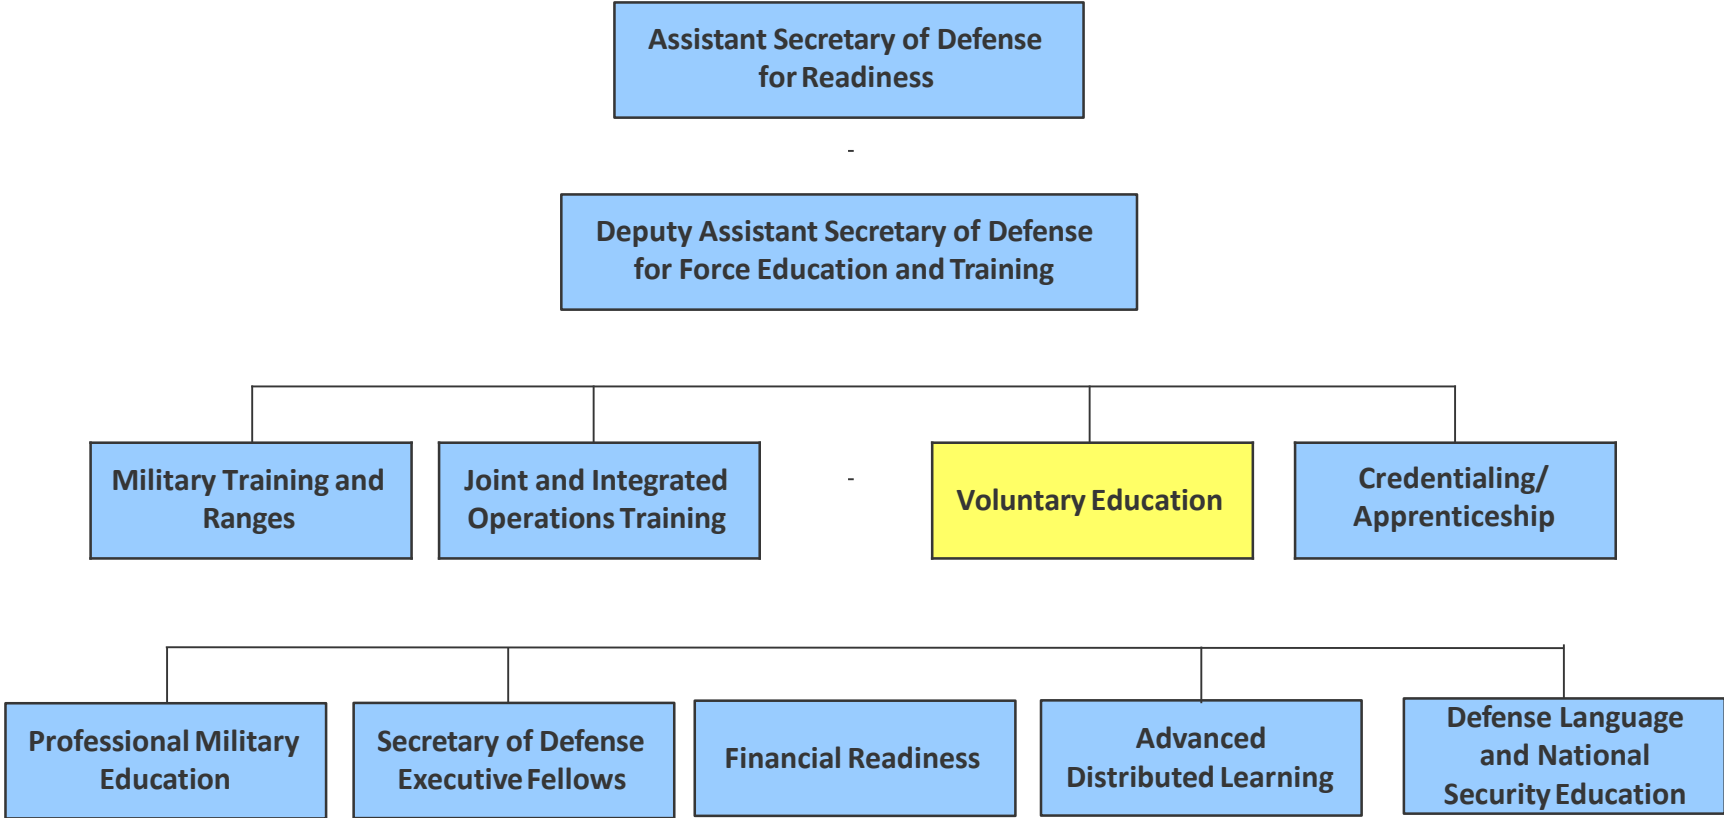 Assistant Secretary of Defense
for Readiness
-
Deputy Assistant Secretary of Defense
for Force Education and Training
Military Training and
Ranges
Joint and Integrated
Operations Training
-
Voluntary Education
Credentialing/
Apprenticeship
Professional Military
Education
Secretary of Defense
Executive Fellows
Financial Readiness
Advanced
Distributed Learning
Defense Language
and National
Security Education